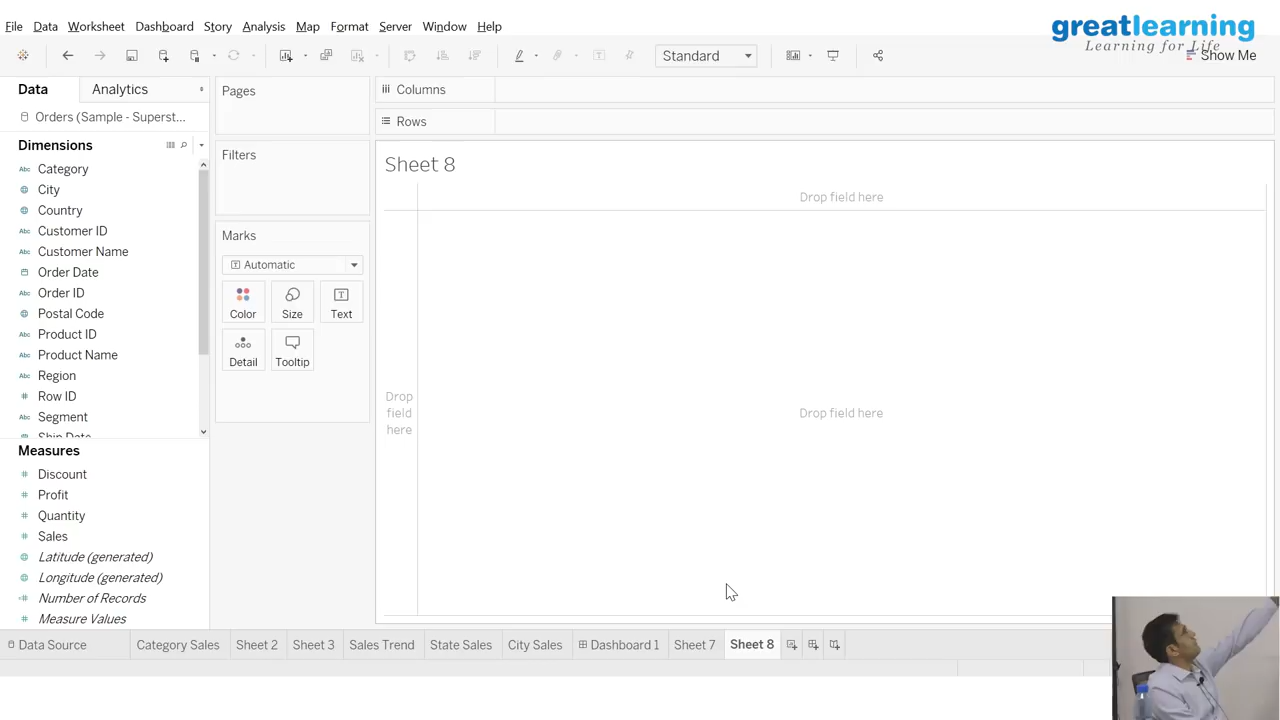 File Data Worksheet Dashboard Story Analysis Map Format Server Window Help
greatlearning
Learning for Life
Standard
Show Me
Data
Analytics
Orders (Sample - Superst...
Dimensions
Category
City
Country
Customer ID
Customer Name
Order Date
Order ID
Postal Code
Product ID
Product Name
Region
Row ID
Segment
Ship Date
Measures
Discount
Profit
Quantity
Sales
Latitude (generated)
Longitude (generated)
Number of Records
Measure Values
Pages
Filters
Marks
Automatic
Color
Size
Text
Detail
Tooltip
Columns
Rows
Sheet 8
Drop field here
Drop
field
here
Drop field here
Data Source Category Sales Sheet 2 Sheet 3 Sales Trend State Sales City Sales Dashboard 1 Sheet 7 Sheet 8